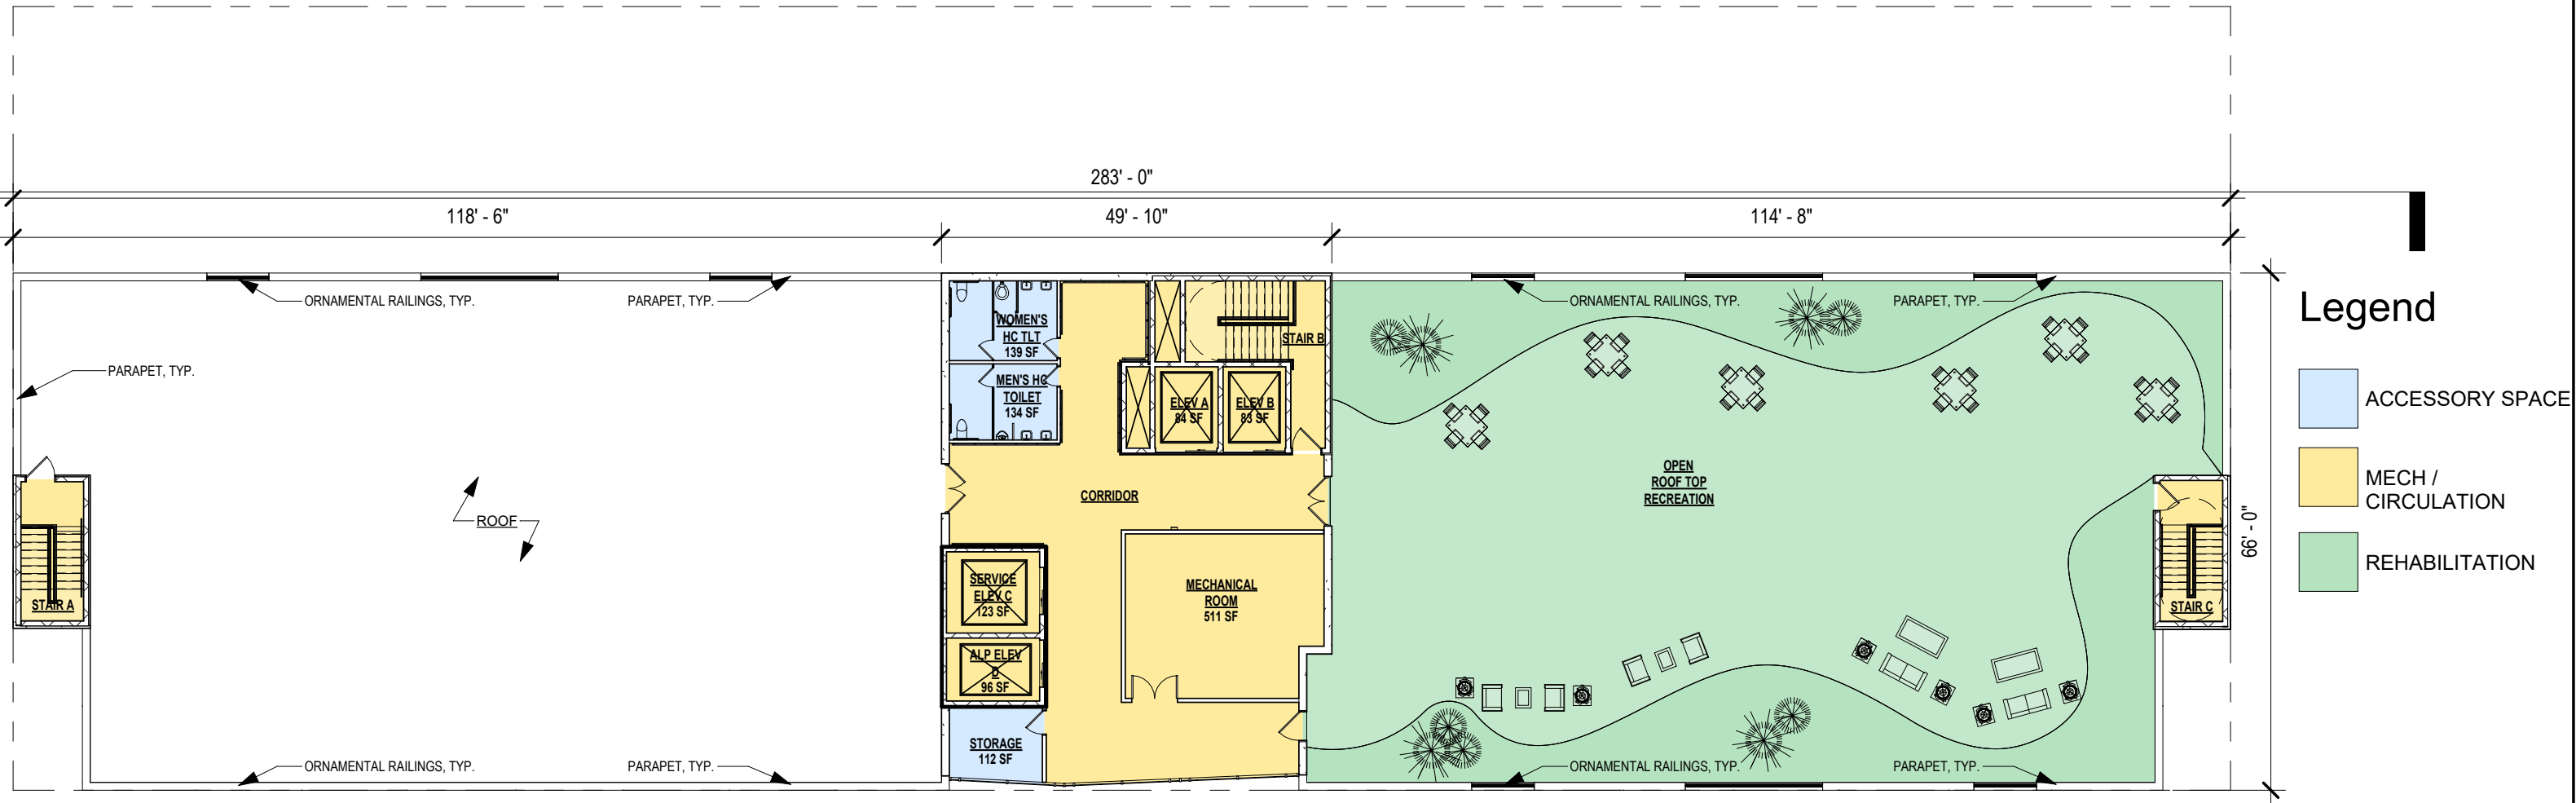 283' - 0"
118' - 6"
49' - 10"
114' - 8"
ORNAMENTAL RAILINGS, TYP.
PARAPET, TYP.
ORNAMENTAL RAILINGS, TYP.
PARAPET, TYP.
PARAPET, TYP.
WOMEN'S
HC TLT
139 SF
MEN'S HC
TOILET
134 SF
STAIR B
ELEV A
84 SF
ELEV B
83 SF
CORRIDOR
OPEN
ROOF TOP
RECREATION
ROOF
STAIR A
SERVICE
ELEV C
123 SF
MECHANICAL
ROOM
511 SF
ALP ELEV
D
96 SF
STORAGE
112 SF
STAIR C
66' - 0"
ORNAMENTAL RAILINGS, TYP.
PARAPET, TYP.
ORNAMENTAL RAILINGS, TYP.
PARAPET, TYP.
Legend
ACCESSORY SPACE
MECH /
CIRCULATION
REHABILITATION